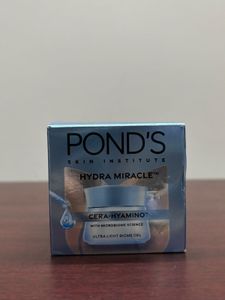 POND'S
SKIN INSTITUTE
HYDRA MIRACLE™
CERA-HYAMINO™
WITH MICROBIOME SCIENCE
ULTRA LIGHT BIOME GEL